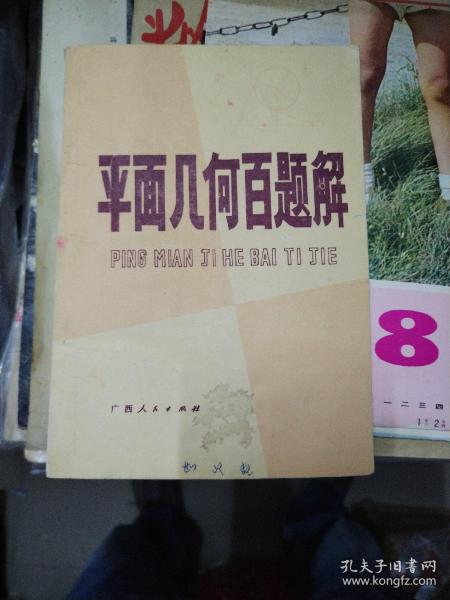 平面几何百题解
PING MIAN JI HE BAI TI JIE
广西人民出版社
8
一二三四
孔夫子旧书网
www.kongfz.com